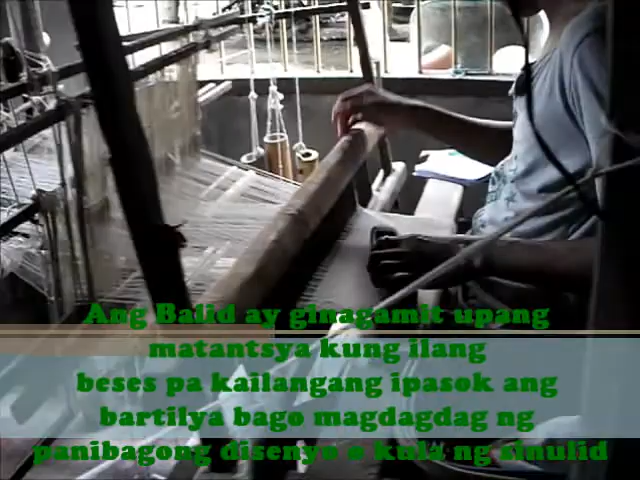 Ang Balid ay ginagamit upang
matantsya kung ilang
beses pa kailangang ipasok ang
bartilya bago magdagdag ng
panibagong disenyo o kula ng sinulid